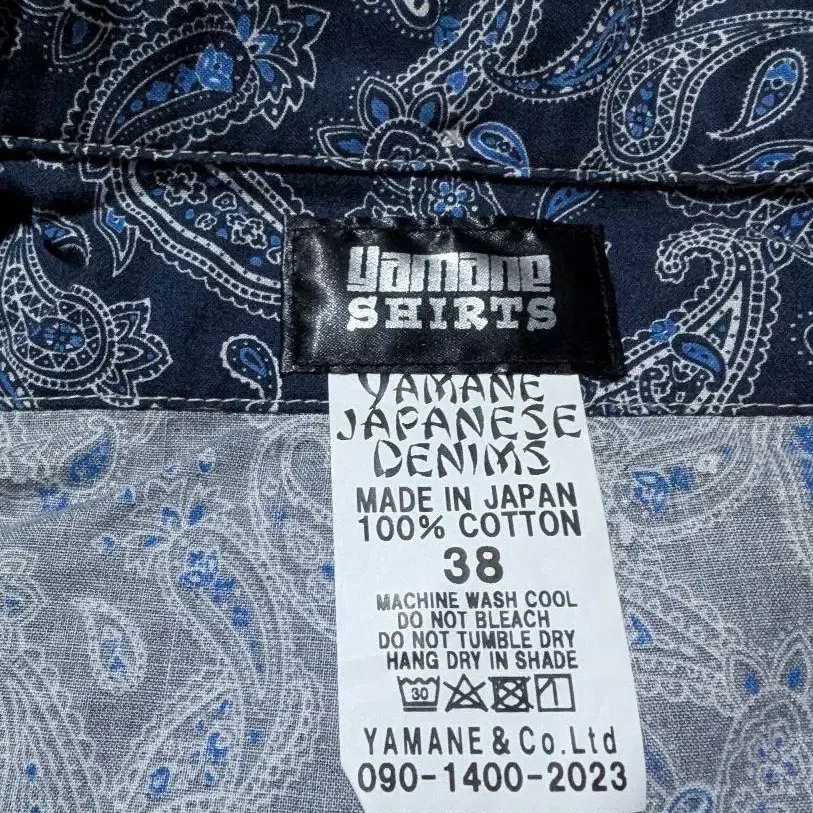 Yamane
SHIRTS
YAMANE
JAPANESE
DENIMS
MADE IN JAPAN
100% COTTON
38
MACHINE WASH COOL
DO NOT BLEACH
DO NOT TUMBLE DRY
HANG DRY IN SHADE
30
YAMANE & Co.Ltd
090-1400-2023